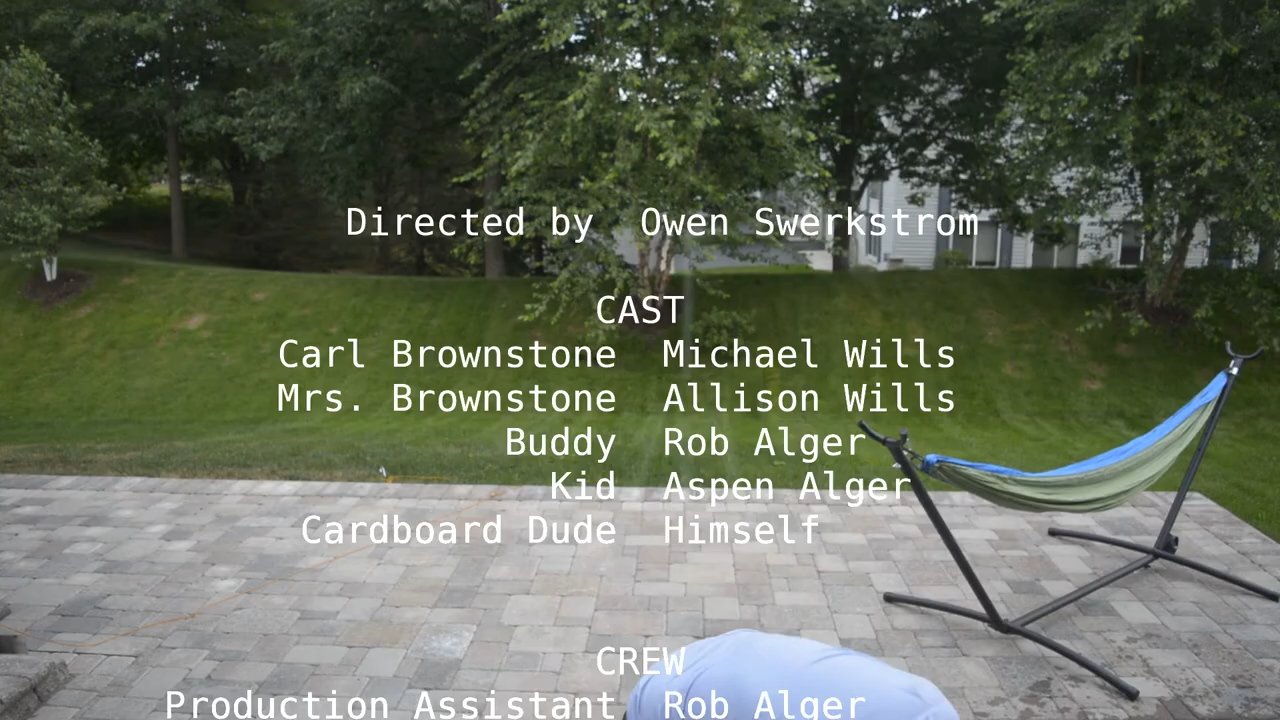 Directed by Owen Swerkstrom
CAST
Carl Brownstone Michael Wills
Mrs. Brownstone Allison Wills
Buddy Rob Alger
Kid Aspen Alger
Cardboard Dude Himself
CREW
Production Assistant Rob Alger